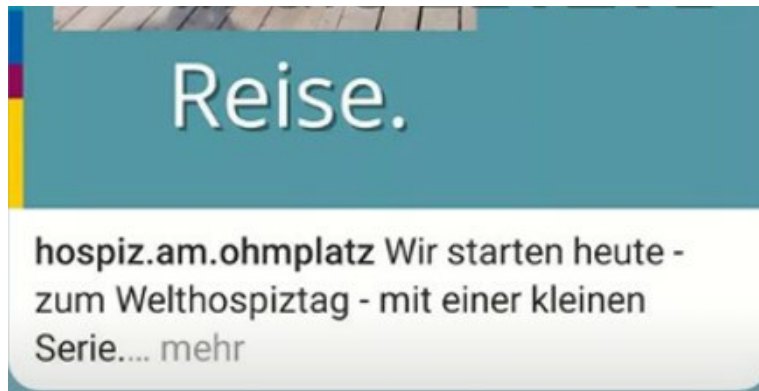 Reise.
hospiz.am.ohmplatz Wir starten heute -
zum Welthospiztag - mit einer kleinen
Serie.... mehr